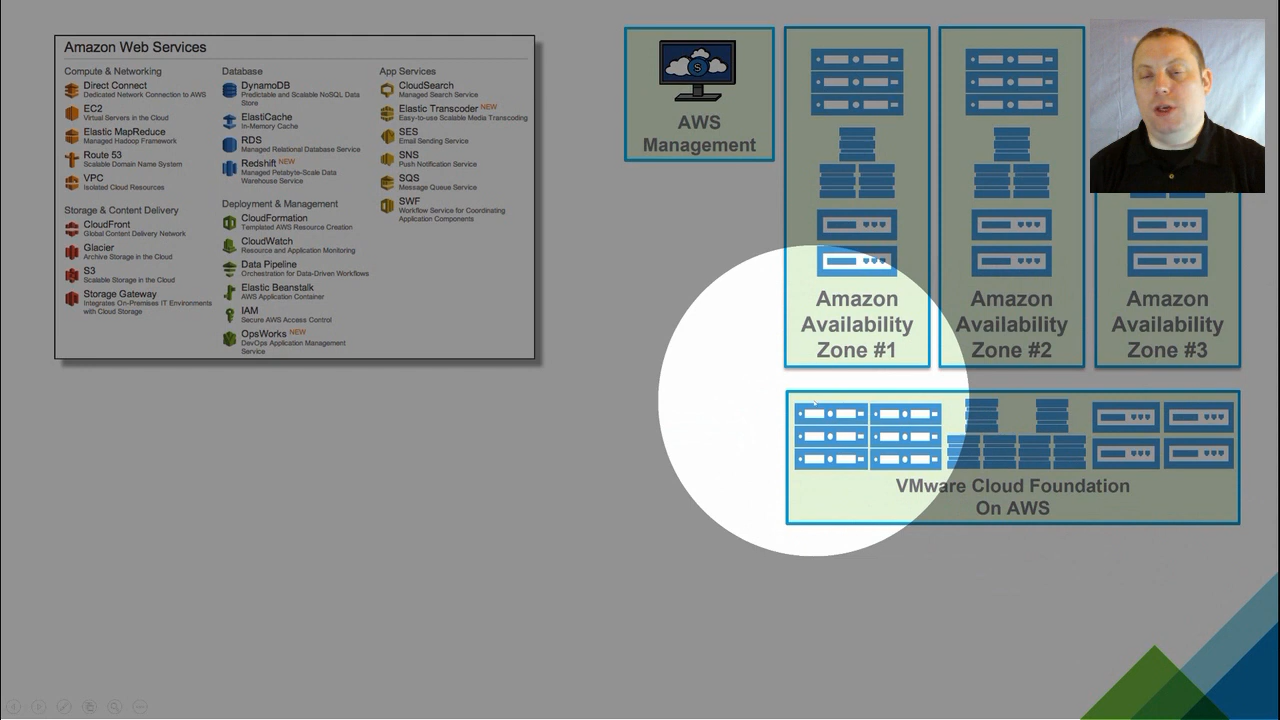 Amazon Web Services
Compute & Networking
Direct Connect
Dedicated Network Connection to AWS
EC2
Virtual Servers in the Cloud
Elastic MapReduce
Managed Hadoop Framework
Route 53
Scalable Domain Name System
VPC
Isolated Cloud Resources
Storage & Content Delivery
CloudFront
Global Content Delivery Network
Glacier
Archive Storage in the Cloud
S3
Scalable Storage in the Cloud
Storage Gateway
Integrates On-Premises IT Environments
with Cloud Storage
Database
DynamoDB
Predictable and Scalable NoSQL Data
Store
ElastiCache
In-Memory Cache
RDS
Managed Relational Database Service
Redshift NEW
Managed Petabyte-Scale Data
Warehouse Service
Deployment & Management
CloudFormation
Templated AWS Resource Creation
CloudWatch
Resource and Application Monitoring
Data Pipeline
Orchestration for Data-Driven Workflows
Elastic Beanstalk
AWS Application Container
IAM
Secure AWS Access Control
OpsWorks NEW
DevOps Application Management
Service
App Services
CloudSearch
Managed Search Service
Elastic Transcoder NEW
Easy-to-use Scalable Media Transcoding
SES
Email Sending Service
SNS
Push Notification Service
SQS
Message Queue Service
SWF
Workflow Service for Coordinating
Application Components
S
AWS
Management
Amazon
Availability
Zone #1
Amazon
Availability
Zone #2
Amazon
Availability
Zone #3
VMware Cloud Foundation
On AWS